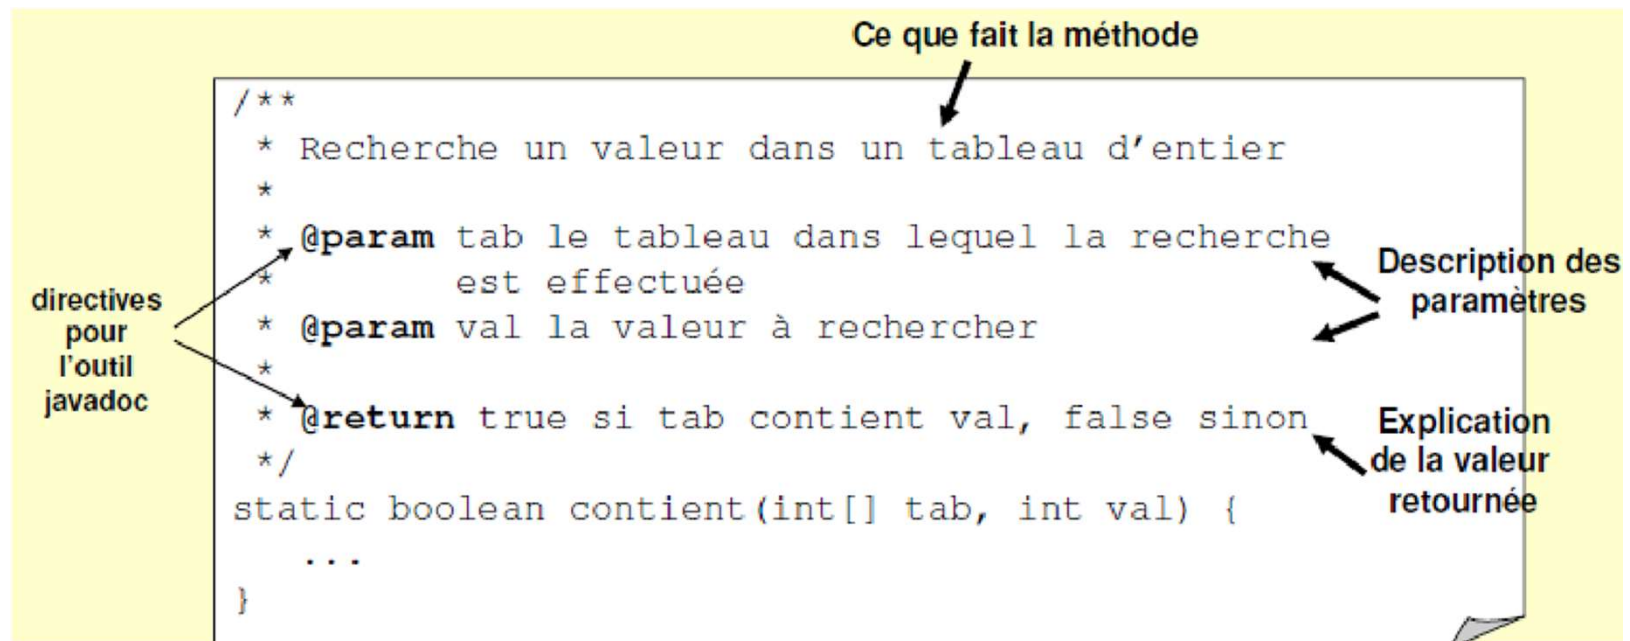 Ce que fait la méthode
/**
* Recherche un valeur dans un tableau d'entier
*
* @param tab le tableau dans lequel la recherche
* est effectuée
* @param val la valeur à rechercher
*
* @return true si tab contient val, false sinon
*/
static boolean contient(int[] tab, int val) {
...
}
directives
pour
l'outil
javadoc
Description des
paramètres
Explication
de la valeur
retournée